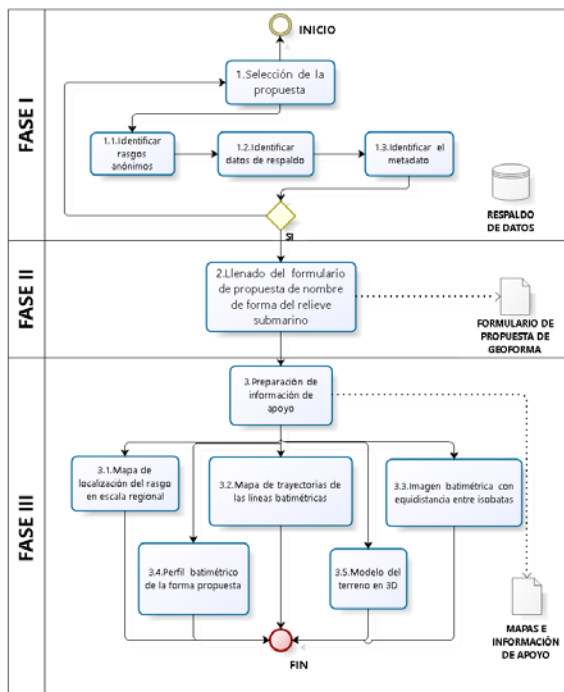 FASE I
INICIO
1.Selección de la
propuesta
1.1.Identificar
rasgos
anónimos
1.2.Identificar
datos de respaldo
1.3.Identificar el
metadato
RESPALDO
DE DATOS
SI
FASE II
2.Llenado del formulario
de propuesta de nombre
de forma del relieve
submarino
FORMULARIO DE
PROPUESTA DE
GEOFORMA
FASE III
3.Preparación de
información de
apoyo
3.1.Mapa de
localización del rasgo
en escala regional
3.2.Mapa de trayectorias de
las líneas batimétricas
3.3.Imagen batimétrica con
equidistancia entre isobatas
3.4.Perfil batimétrico
de la forma propuesta
3.5.Modelo del
terreno en 3D
MAPAS E
INFORMACIÓN
DE APOYO
FIN